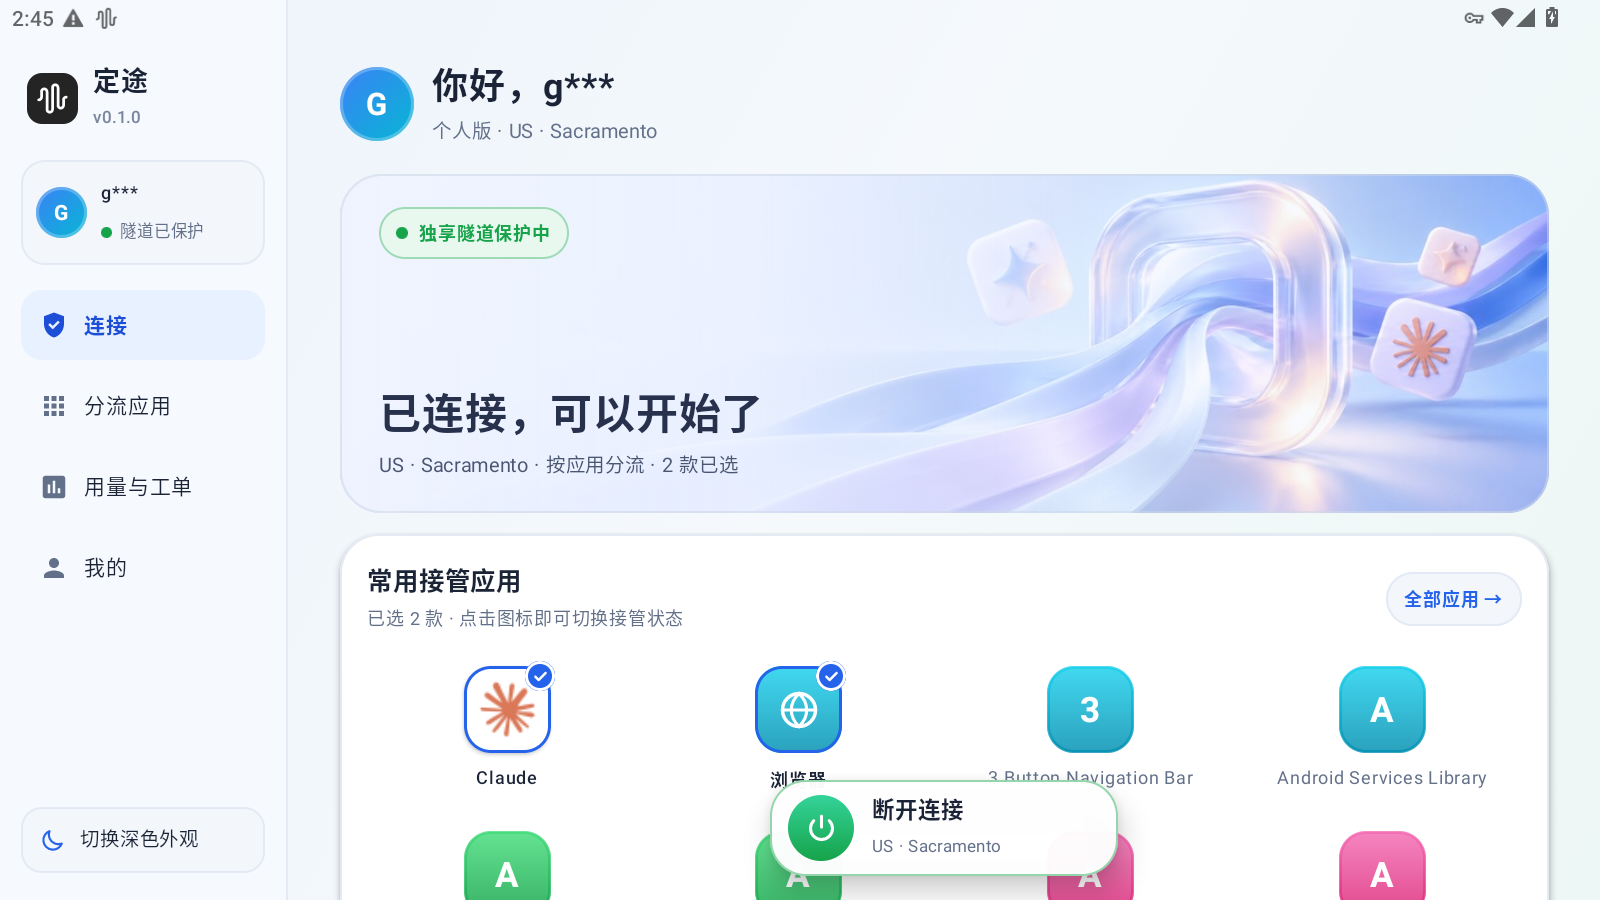 2:45
定途
v0.1.0
G
g***
隧道已保护
连接
分流应用
用量与工单
我的
切换深色外观
G
你好，g***
个人版 · US · Sacramento
独享隧道保护中
已连接，可以开始了
US · Sacramento · 按应用分流 · 2 款已选
常用接管应用
已选 2 款 · 点击图标即可切换接管状态
全部应用 →
3
A
Claude
浏览器
3 Button Navigation Bar
Android Services Library
断开连接
US · Sacramento
A
A
A
A